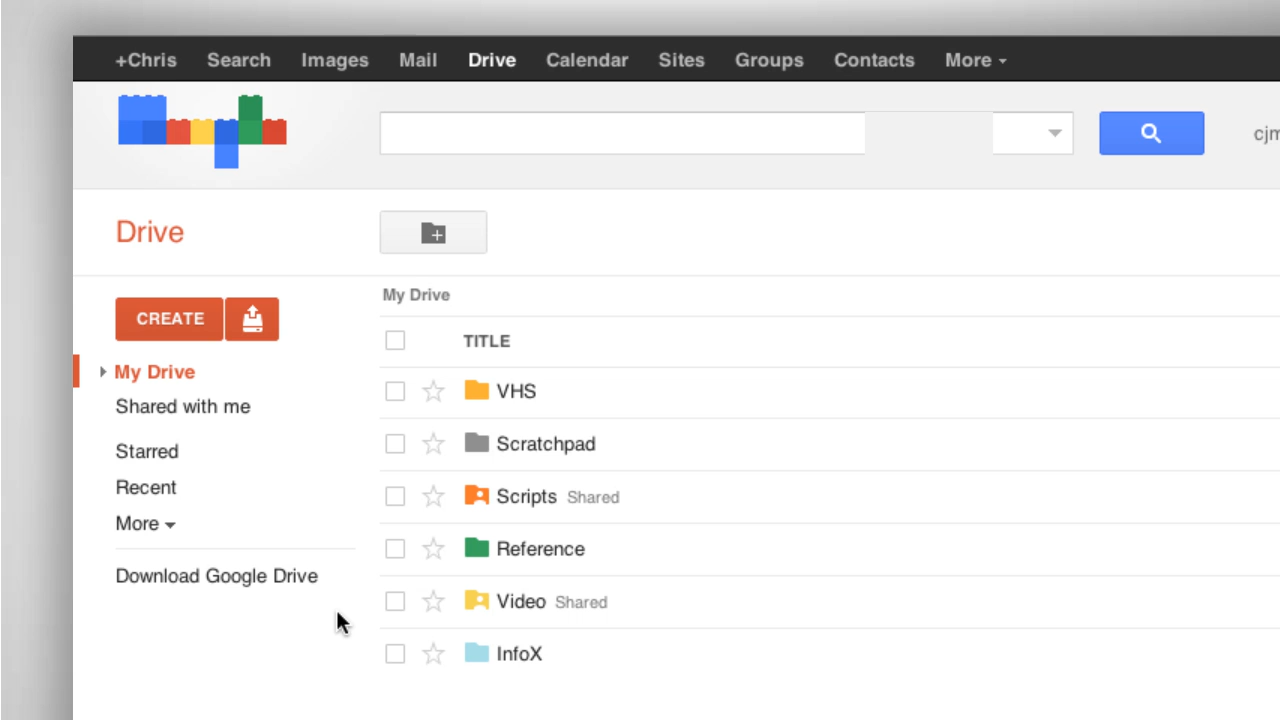 +Chris Search Images Mail Drive Calendar Sites Groups Contacts More
cjm
Drive
My Drive
CREATE
TITLE
My Drive
VHS
Shared with me
Scratchpad
Starred
Recent
Scripts Shared
More
Reference
Download Google Drive
Video Shared
InfoX